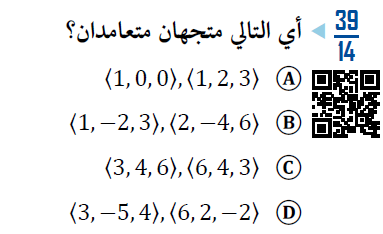 39
14
أي التالي متجهان متعامدان؟
A ⟨1, 0, 0⟩, ⟨1, 2, 3⟩
B ⟨1, −2, 3⟩, ⟨2, −4, 6⟩
C ⟨3, 4, 6⟩, ⟨6, 4, 3⟩
D ⟨3, −5, 4⟩, ⟨6, 2, −2⟩